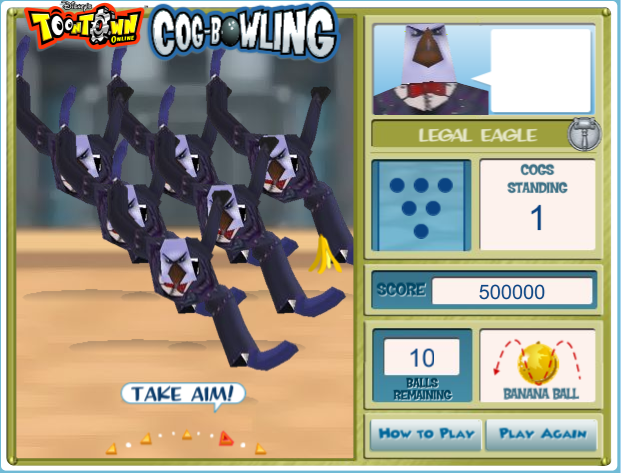 Disney's
TOONTOWN
ONLINE
COG-BOWLING
LEGAL EAGLE
COGS
STANDING
1
SCORE
500000
10
BALLS
REMAINING
BANANA BALL
TAKE AIM!
HOW TO PLAY
PLAY AGAIN